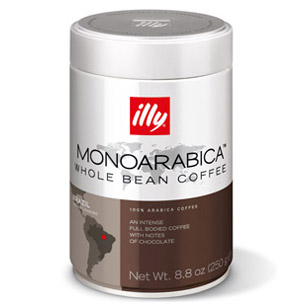 illy
MONOARABICA™
WHOLE BEAN COFFEE
100% ARABICA COFFEE
AN INTENSE
FULL BODIED COFFEE
WITH NOTES
OF CHOCOLATE
BRAZIL
Net Wt. 8.8 oz (250 g